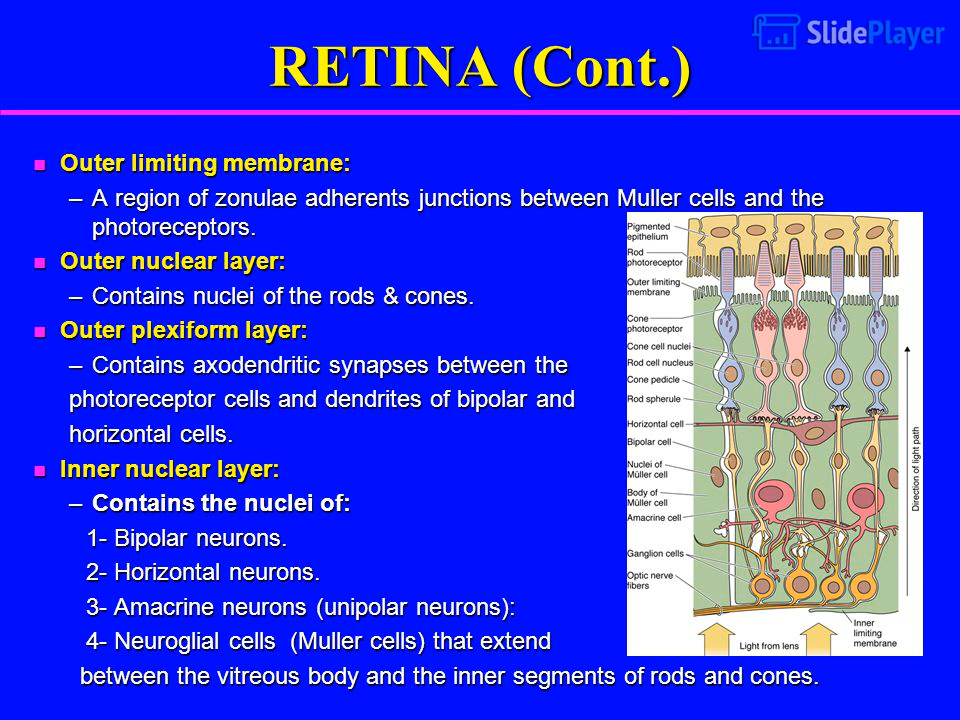 SlidePlayer
RETINA (Cont.)
Outer limiting membrane:
– A region of zonulae adherents junctions between Muller cells and the
photoreceptors.
Outer nuclear layer:
– Contains nuclei of the rods & cones.
Outer plexiform layer:
– Contains axodendritic synapses between the
photoreceptor cells and dendrites of bipolar and
horizontal cells.
Inner nuclear layer:
– Contains the nuclei of:
1- Bipolar neurons.
2- Horizontal neurons.
3- Amacrine neurons (unipolar neurons):
4- Neuroglial cells (Muller cells) that extend
between the vitreous body and the inner segments of rods and cones.
Pigmented
epithelium
Rod
photoreceptor
Outer limiting
membrane
Cone
photoreceptor
Cone cell nuclei
Rod cell nucleus
Cone pedicle
Rod spherule
Horizontal cell
Bipolar cell
Nuclei of
Müller cell
Body of
Müller cell
Amacrine cell
Ganglion cells
Optic nerve
fibers
Direction of light path
Light from lens
Inner
limiting
membrane